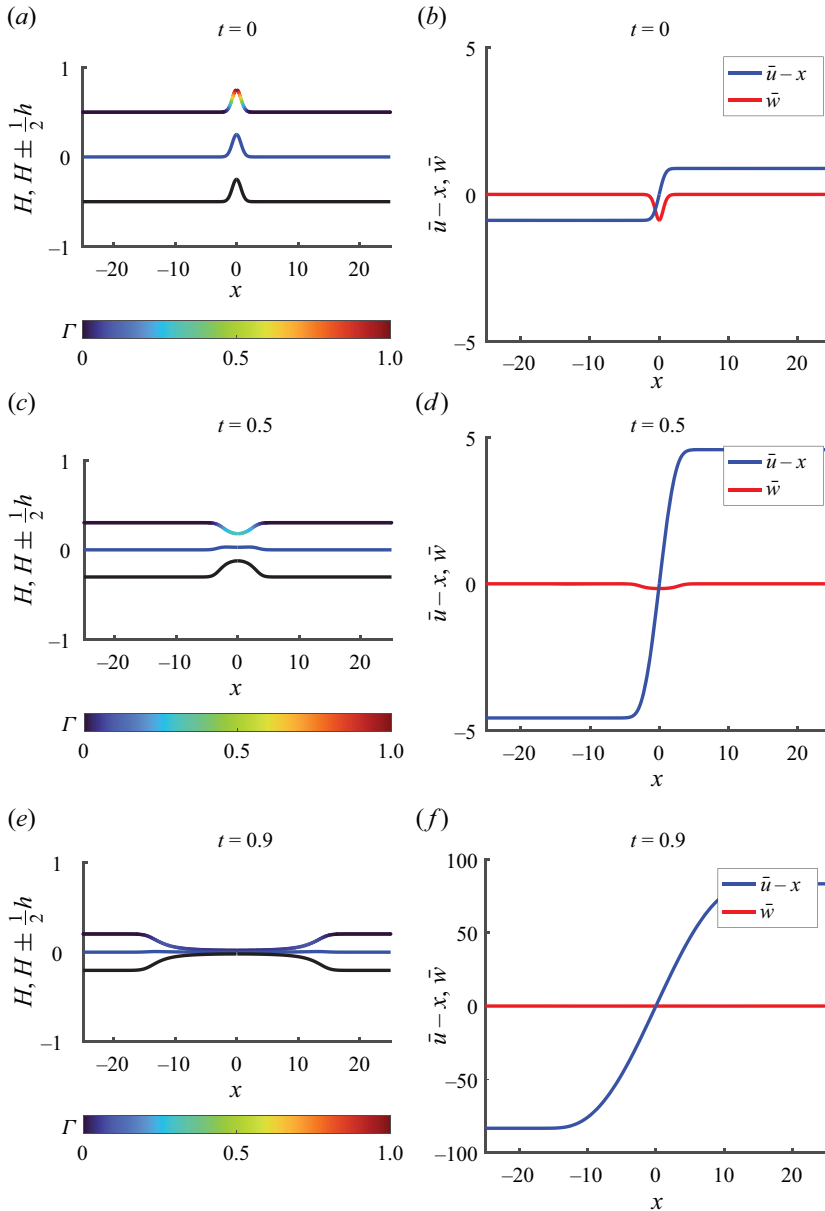 (a)
t = 0
H, H ± 1/2 h
1
0
–1
–20 –10 0 10 20
x
Γ
0 0.5 1.0
(b)
t = 0
ū – x, w̄
5
0
–5
–20 –10 0 10 20
x
ū – x
w̄
(c)
t = 0.5
H, H ± 1/2 h
1
0
–1
–20 –10 0 10 20
x
Γ
0 0.5 1.0
(d)
t = 0.5
ū – x, w̄
5
0
–5
–20 –10 0 10 20
x
ū – x
w̄
(e)
t = 0.9
H, H ± 1/2 h
1
0
–1
–20 –10 0 10 20
x
Γ
0 0.5 1.0
(f)
t = 0.9
ū – x, w̄
100
50
0
–50
–100
–20 –10 0 10 20
x
ū – x
w̄